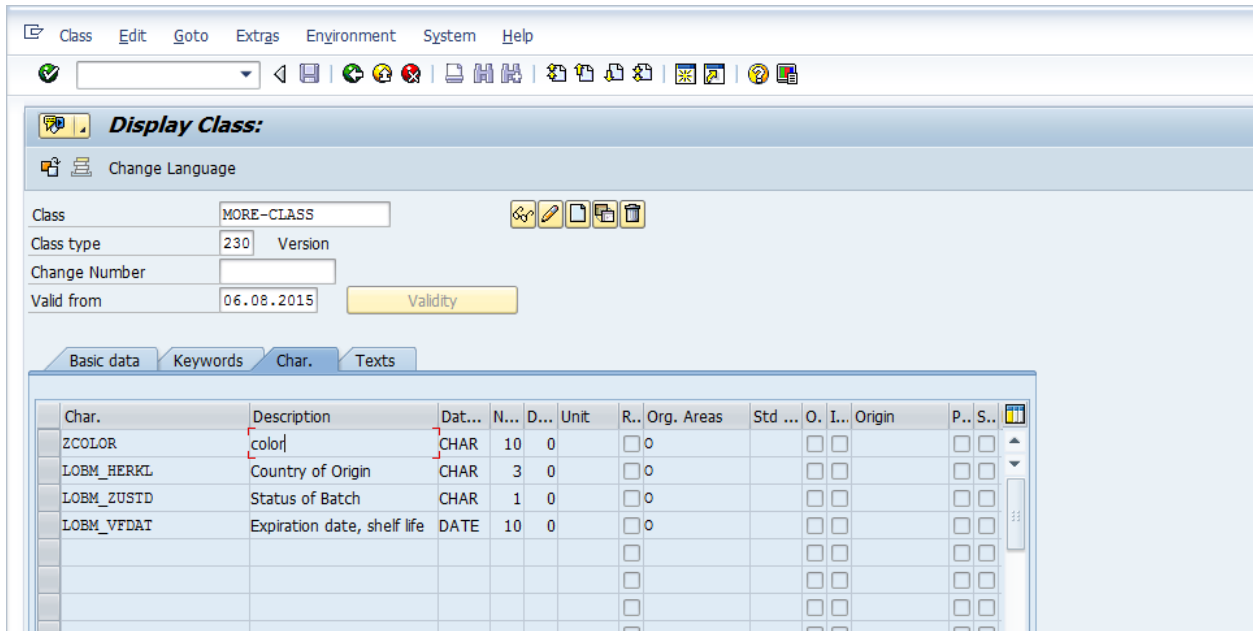 Class Edit Goto Extras Environment System Help
Display Class:
Change Language
Class MORE-CLASS
Class type 230 Version
Change Number
Valid from 06.08.2015 Validity
Basic data Keywords Char. Texts
Char. Description Dat... N... D... Unit R.. Org. Areas Std ... O. I... Origin P.. S..
ZCOLOR color CHAR 10 0 O
LOBM_HERKL Country of Origin CHAR 3 0 O
LOBM_ZUSTD Status of Batch CHAR 1 0 O
LOBM_VFDAT Expiration date, shelf life DATE 10 0 O